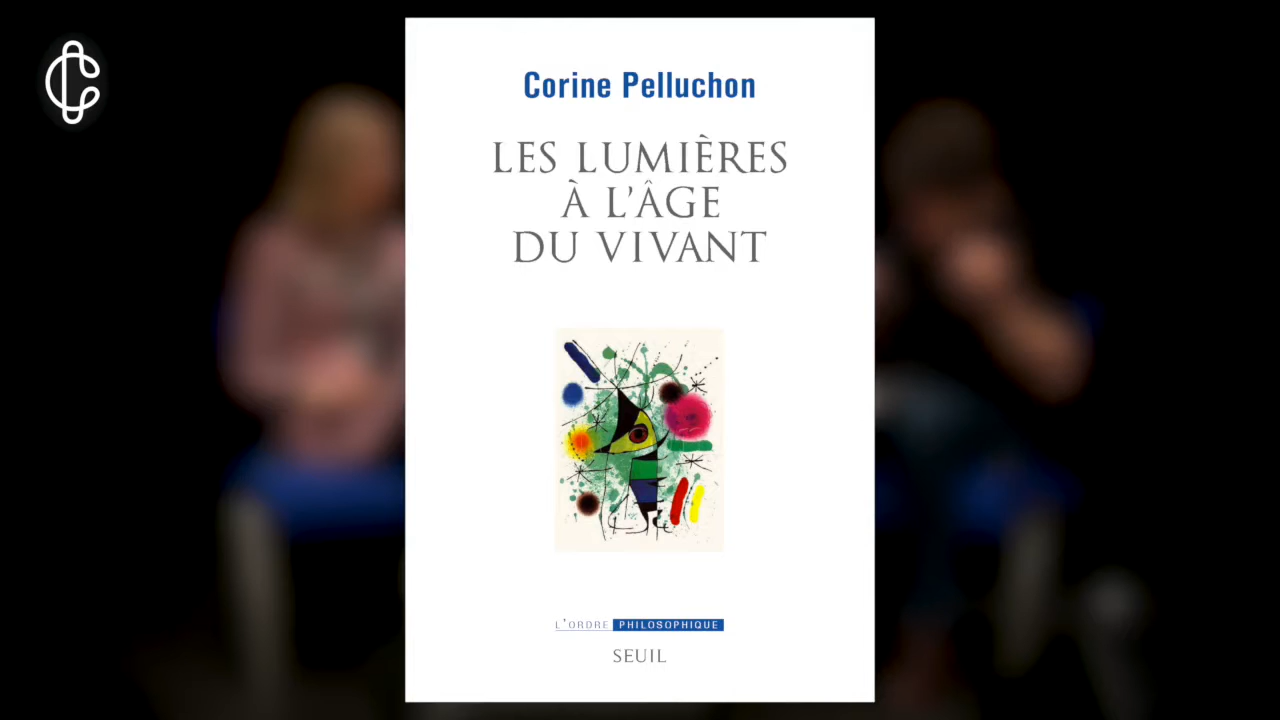 Corine Pelluchon
LES LUMIÈRES
À L'ÂGE
DU VIVANT
L'ORDRE PHILOSOPHIQUE
SEUIL